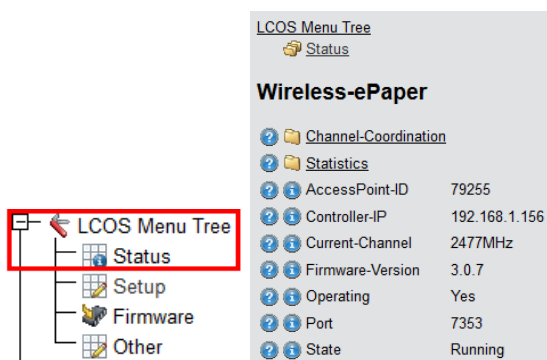 LCOS Menu Tree
Status
Setup
Firmware
Other
LCOS Menu Tree
Status
Wireless-ePaper
Channel-Coordination
Statistics
AccessPoint-ID 79255
Controller-IP 192.168.1.156
Current-Channel 2477MHz
Firmware-Version 3.0.7
Operating Yes
Port 7353
State Running